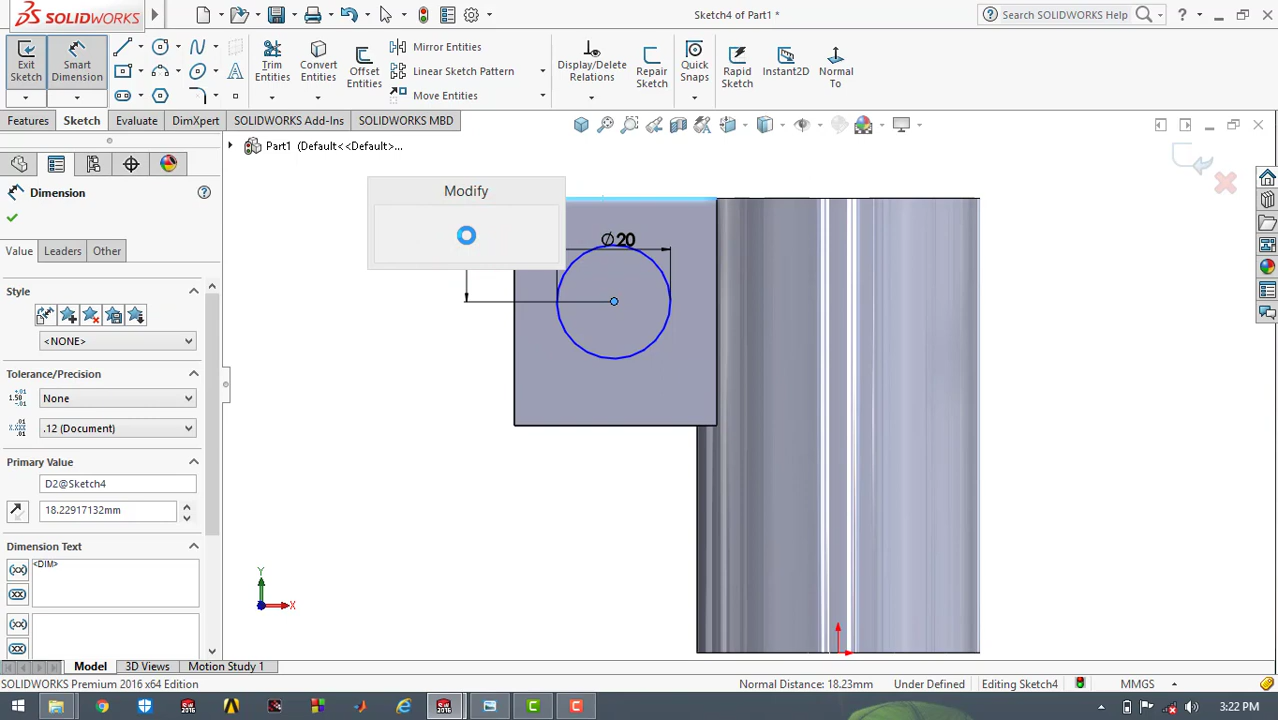 SOLIDWORKS
Sketch4 of Part1 *
Search SOLIDWORKS Help
Exit Sketch
Smart Dimension
Trim Entities
Convert Entities
Offset Entities
Mirror Entities
Linear Sketch Pattern
Move Entities
Display/Delete Relations
Repair Sketch
Quick Snaps
Rapid Sketch
Instant2D
Normal To
Features
Sketch
Evaluate
DimXpert
SOLIDWORKS Add-Ins
SOLIDWORKS MBD
Part1 (Default<<Default>...
Dimension
Modify
Value
Leaders
Other
Ø20
Style
<NONE>
Tolerance/Precision
None
.12 (Document)
Primary Value
D2@Sketch4
18.22917132mm
Dimension Text
<DIM>
Y
X
Model
3D Views
Motion Study 1
SOLIDWORKS Premium 2016 x64 Edition
Normal Distance: 18.23mm
Under Defined
Editing Sketch4
MMGS
3:22 PM